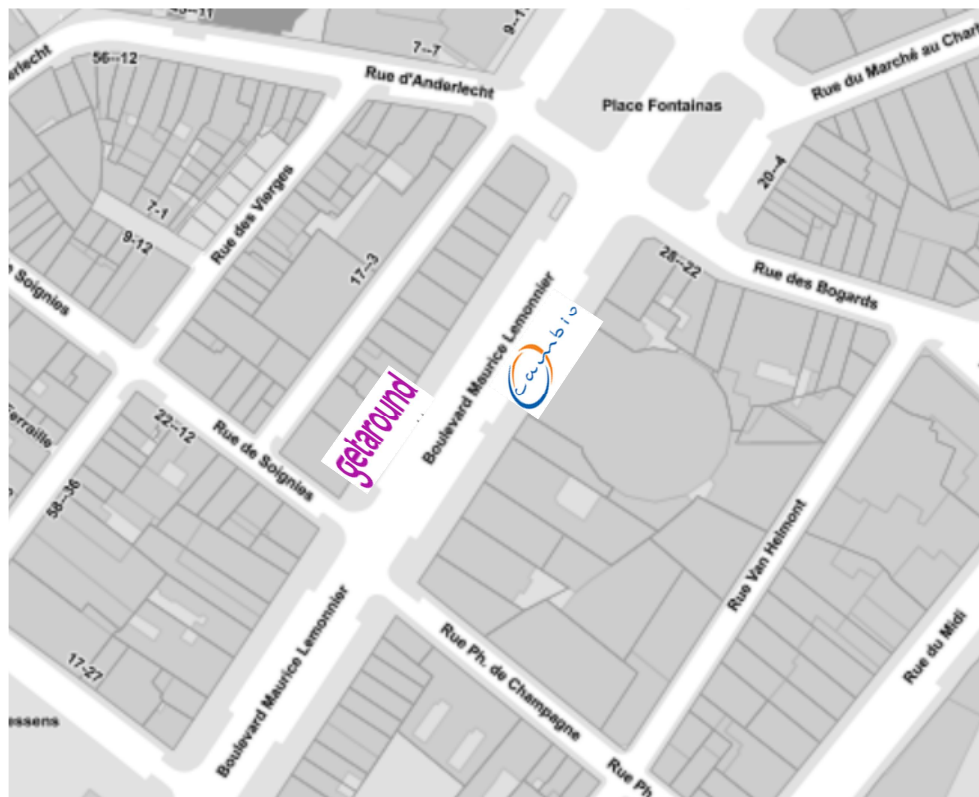 7--7
56--12
Rue d'Anderlecht
Place Fontainas
Rue du Marché au Char
20--4
7-1
9-12
Rue des Vierges
17--3
28--22
Rue des Bogards
Soignies
Boulevard Maurice Lemonnier
cambio
getaround
22--12
Rue de Soignies
58--36
Rue Van Helmont
Boulevard Maurice Lemonnier
Rue Ph. de Champagne
Rue du Midi
17--27
Rue Ph.